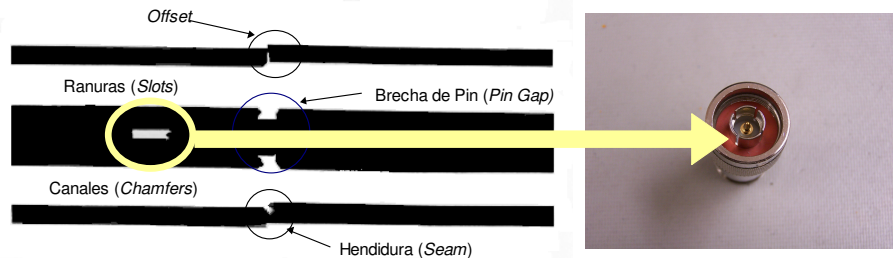 Offset
Ranuras (Slots)
Brecha de Pin (Pin Gap)
Canales (Chamfers)
Hendidura (Seam)